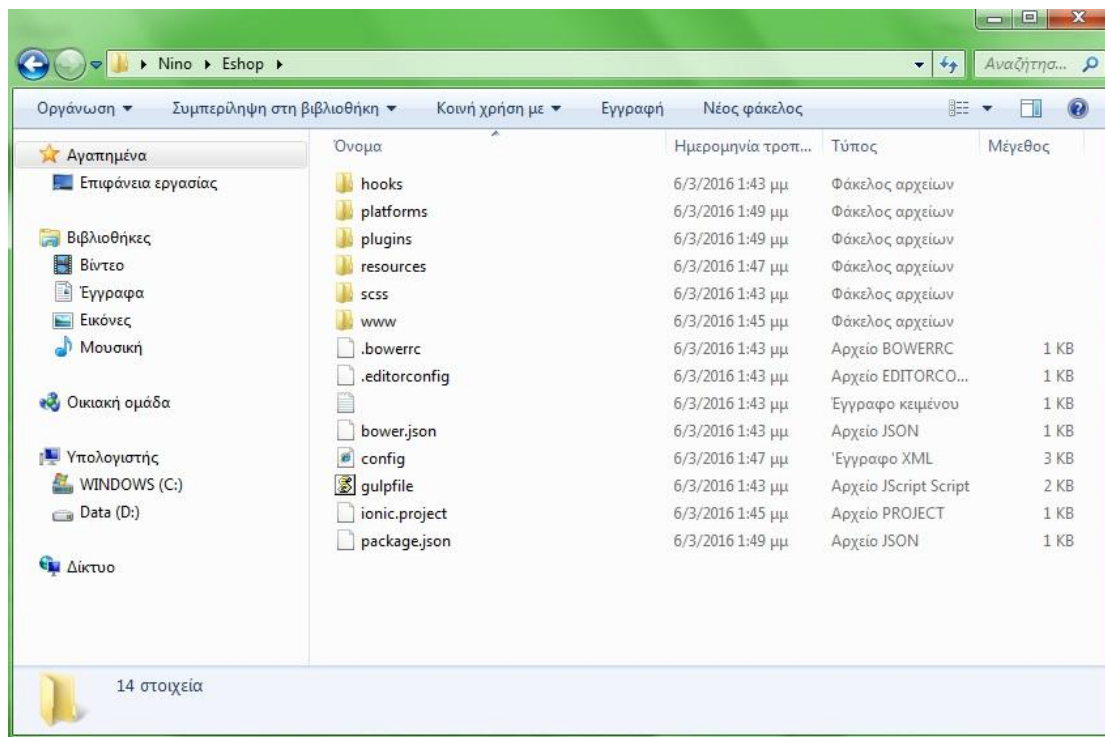 Nino Eshop Αναζήτησ...
Οργάνωση Συμπερίληψη στη βιβλιοθήκη Κοινή χρήση με Εγγραφή Νέος φάκελος
Αγαπημένα
Επιφάνεια εργασίας
Βιβλιοθήκες
Βίντεο
Έγγραφα
Εικόνες
Μουσική
Οικιακή ομάδα
Υπολογιστής
WINDOWS (C:)
Data (D:)
Δίκτυο
Όνομα Ημερομηνία τροπ... Τύπος Μέγεθος
hooks 6/3/2016 1:43 μμ Φάκελος αρχείων
platforms 6/3/2016 1:49 μμ Φάκελος αρχείων
plugins 6/3/2016 1:49 μμ Φάκελος αρχείων
resources 6/3/2016 1:47 μμ Φάκελος αρχείων
scss 6/3/2016 1:43 μμ Φάκελος αρχείων
www 6/3/2016 1:45 μμ Φάκελος αρχείων
.bowerrc 6/3/2016 1:43 μμ Αρχείο BOWERRC 1 KB
.editorconfig 6/3/2016 1:43 μμ Αρχείο EDITORCO... 1 KB
6/3/2016 1:43 μμ Έγγραφο κειμένου 1 KB
bower.json 6/3/2016 1:43 μμ Αρχείο JSON 1 KB
config 6/3/2016 1:47 μμ Έγγραφο XML 3 KB
gulpfile 6/3/2016 1:43 μμ Αρχείο JScript Script 2 KB
ionic.project 6/3/2016 1:45 μμ Αρχείο PROJECT 1 KB
package.json 6/3/2016 1:49 μμ Αρχείο JSON 1 KB
14 στοιχεία